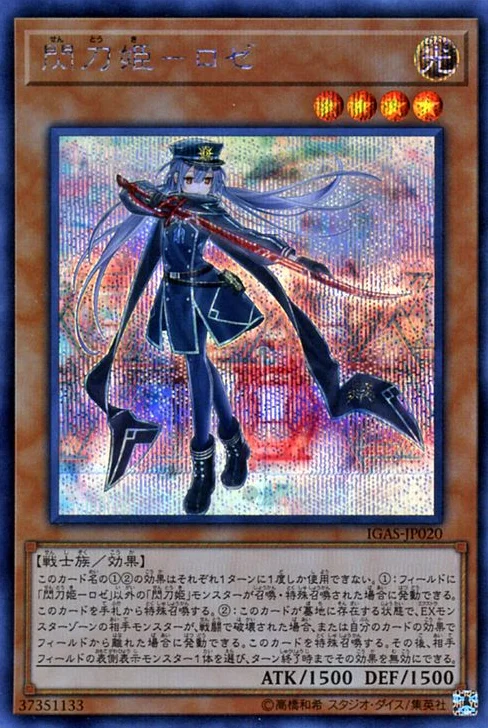 閃刀姫－ロゼ
光
IGAS-JP020
【戦士族／効果】
このカード名の①②の効果はそれぞれ1ターンに1度しか使用できない。①：フィールドに
「閃刀姫－ロゼ」以外の「閃刀姫」モンスターが召喚・特殊召喚された場合に発動できる。
このカードを手札から特殊召喚する。②：このカードが墓地に存在する状態で、EXモン
スターゾーンの相手モンスターが、戦闘で破壊された場合、または自分のカードの効果で
フィールドから離れた場合に発動できる。このカードを特殊召喚する。その後、相手
フィールドの表側表示モンスター1体を選び、ターン終了時までその効果を無効にできる。
ATK/1500 DEF/1500
37351133
©高橋和希 スタジオ・ダイス/集英社